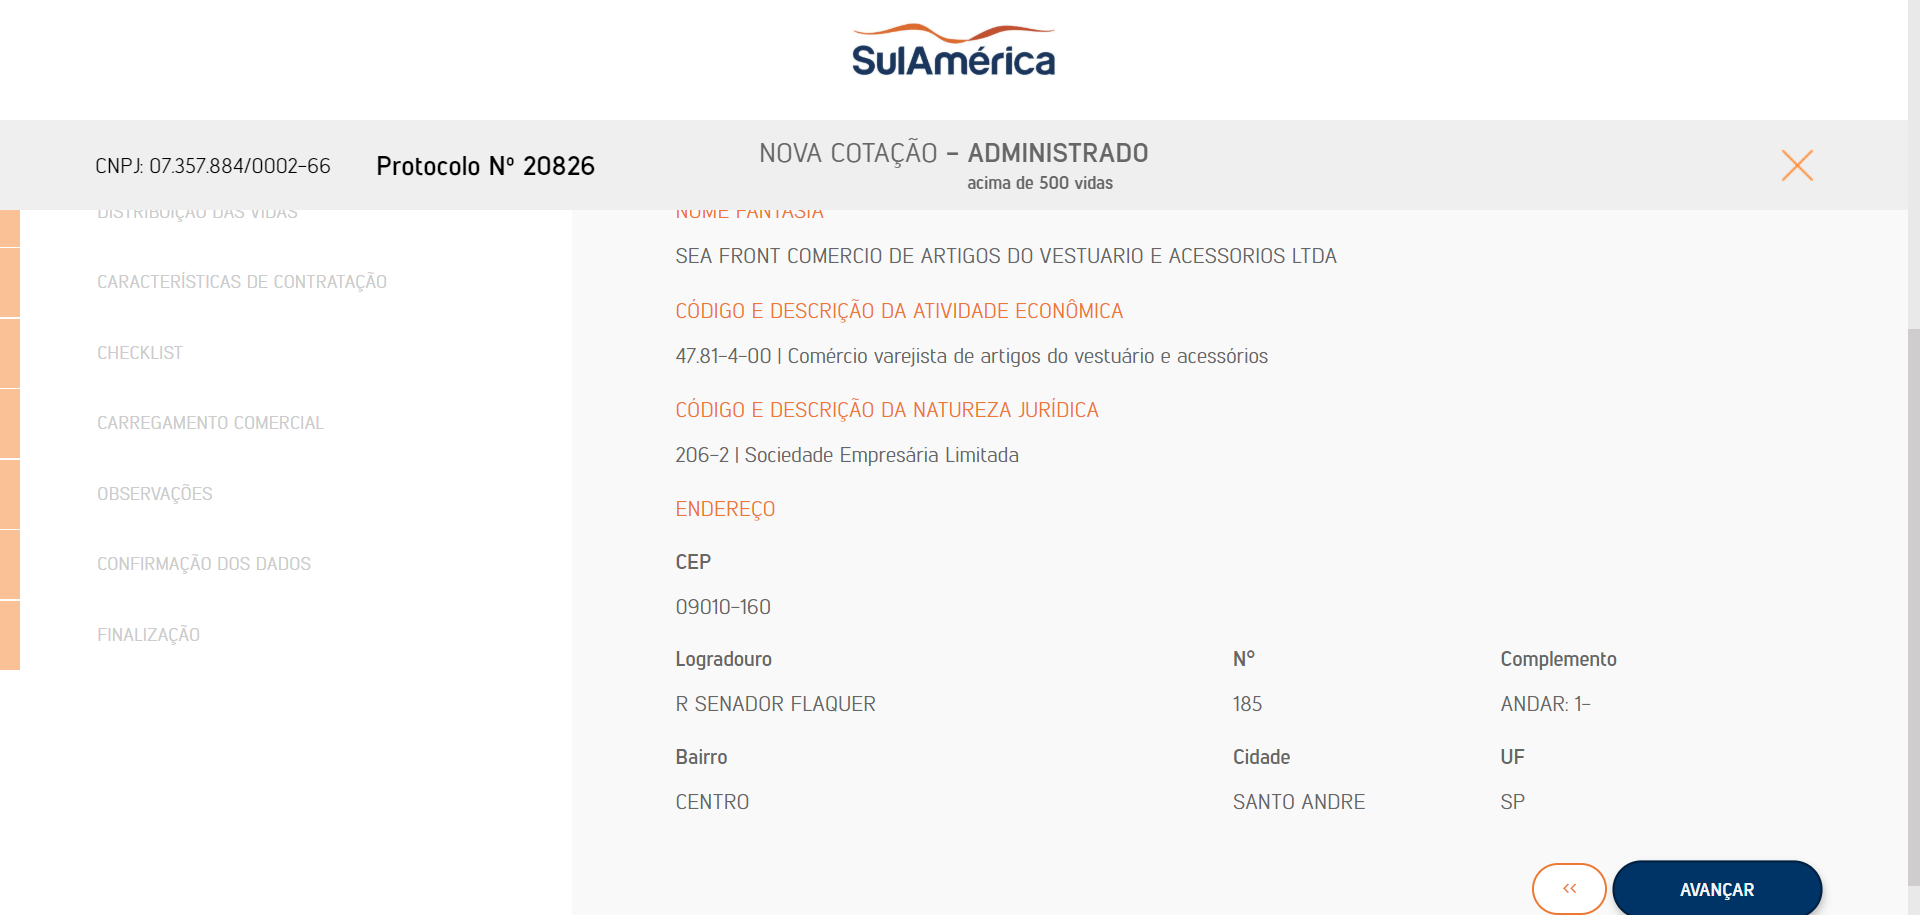 SulAmérica
CNPJ: 07.357.884/0002-66
Protocolo Nº 20826
NOVA COTAÇÃO - ADMINISTRADO
acima de 500 vidas
DISTRIBUIÇÃO DAS VIDAS
CARACTERÍSTICAS DE CONTRATAÇÃO
CHECKLIST
CARREGAMENTO COMERCIAL
OBSERVAÇÕES
CONFIRMAÇÃO DOS DADOS
FINALIZAÇÃO
NOME FANTASIA
SEA FRONT COMERCIO DE ARTIGOS DO VESTUARIO E ACESSORIOS LTDA
CÓDIGO E DESCRIÇÃO DA ATIVIDADE ECONÔMICA
47.81-4-00 | Comércio varejista de artigos do vestuário e acessórios
CÓDIGO E DESCRIÇÃO DA NATUREZA JURÍDICA
206-2 | Sociedade Empresária Limitada
ENDEREÇO
CEP
09010-160
Logradouro Nº Complemento
R SENADOR FLAQUER 185 ANDAR: 1-
Bairro Cidade UF
CENTRO SANTO ANDRE SP
<< AVANÇAR